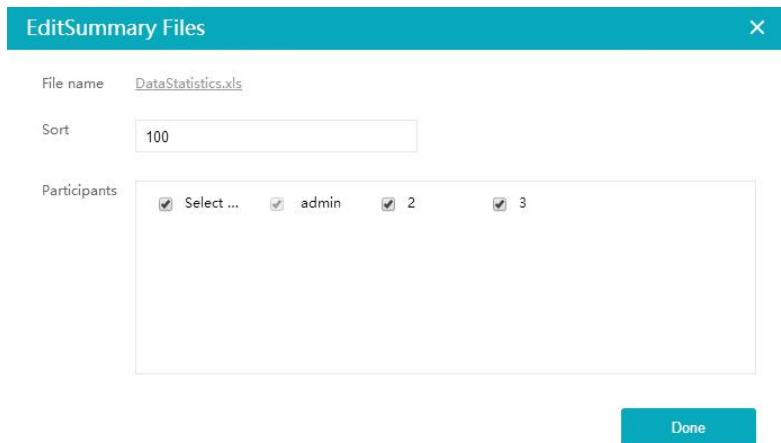 EditSummary Files
File name DataStatistics.xls
Sort 100
Participants Select ... admin 2 3
Done